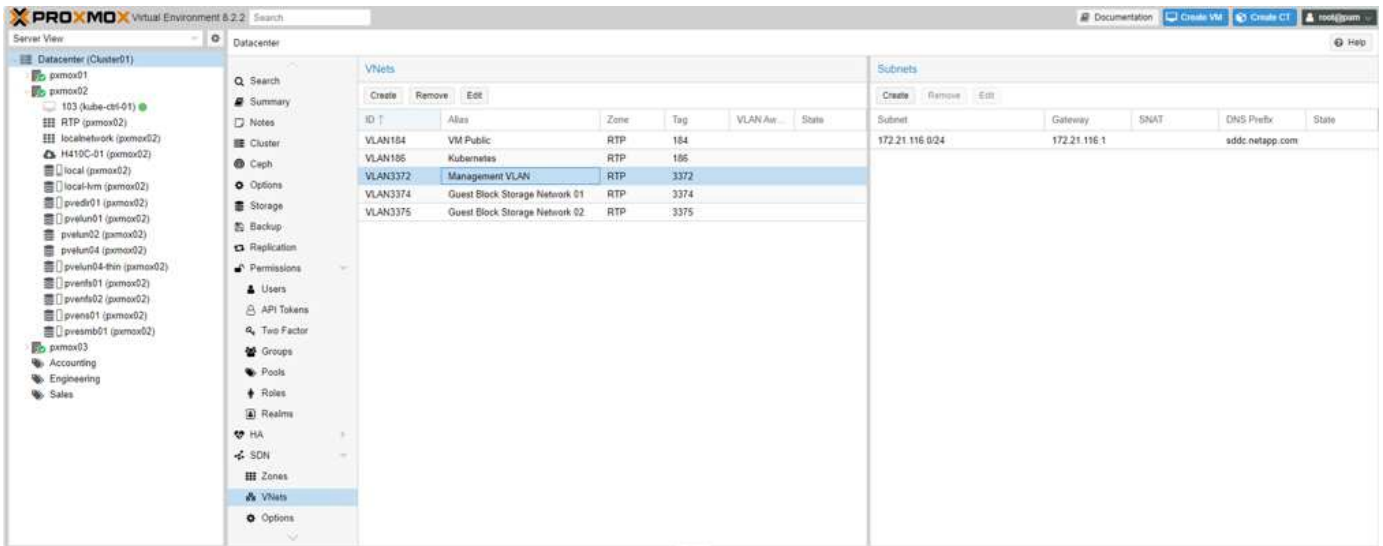 PROXMOX Virtual Environment 8.2.2 Search Documentation Create VM Create CT root@pam
Server View
Datacenter
Help
Datacenter (Cluster01)
pxmox01
pxmox02
103 (kube-ctrl-01)
RTP (pxmox02)
localnetwork (pxmox02)
H410C-01 (pxmox02)
local (pxmox02)
local-lvm (pxmox02)
pvedir01 (pxmox02)
pvelun01 (pxmox02)
pvelun02 (pxmox02)
pvelun04 (pxmox02)
pvelun04-thin (pxmox02)
pvenfs01 (pxmox02)
pvenfs02 (pxmox02)
pvens01 (pxmox02)
pvesmb01 (pxmox02)
pxmox03
Accounting
Engineering
Sales
Search
Summary
Notes
Cluster
Ceph
Options
Storage
Backup
Replication
Permissions
Users
API Tokens
Two Factor
Groups
Pools
Roles
Realms
HA
SDN
Zones
VNets
Options
VNets
Create Remove Edit
ID Alias Zone Tag VLAN Aw... State
VLAN184 VM Public RTP 184
VLAN186 Kubernetes RTP 186
VLAN3372 Management VLAN RTP 3372
VLAN3374 Guest Block Storage Network 01 RTP 3374
VLAN3375 Guest Block Storage Network 02 RTP 3375
Subnets
Create Remove Edit
Subnet Gateway SNAT DNS Prefix State
172.21.116.0/24 172.21.116.1 sddc.netapp.com